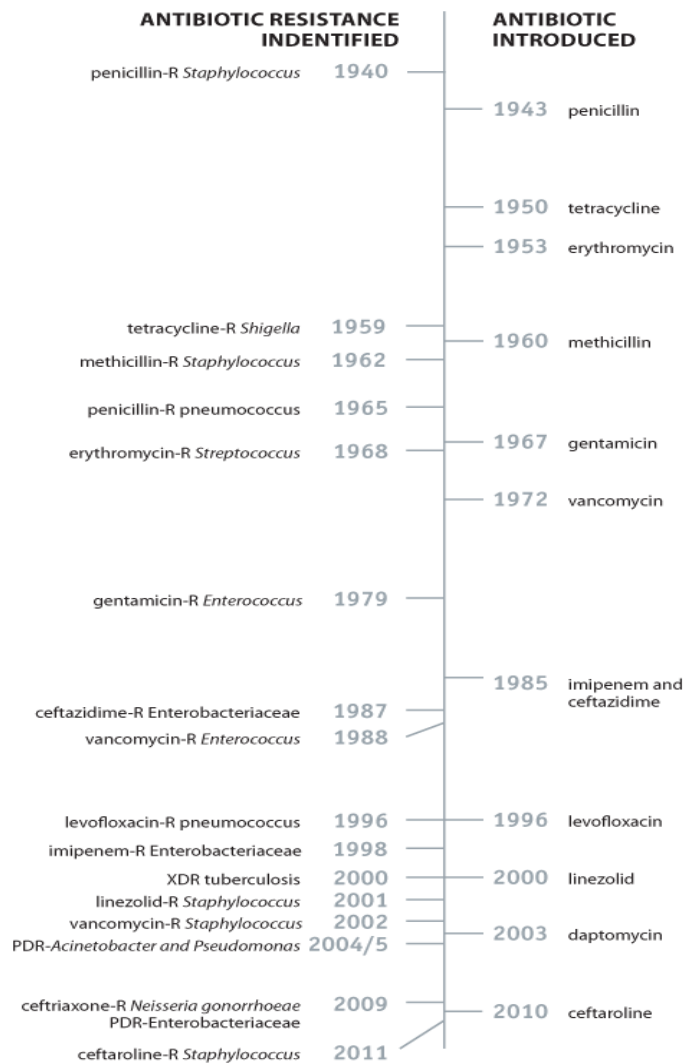 ANTIBIOTIC RESISTANCE
INDENTIFIED
ANTIBIOTIC
INTRODUCED
penicillin-R Staphylococcus 1940
1943 penicillin
1950 tetracycline
1953 erythromycin
tetracycline-R Shigella 1959
1960 methicillin
methicillin-R Staphylococcus 1962
penicillin-R pneumococcus 1965
1967 gentamicin
erythromycin-R Streptococcus 1968
1972 vancomycin
gentamicin-R Enterococcus 1979
1985 imipenem and
ceftazidime
ceftazidime-R Enterobacteriaceae 1987
vancomycin-R Enterococcus 1988
levofloxacin-R pneumococcus 1996
1996 levofloxacin
imipenem-R Enterobacteriaceae 1998
XDR tuberculosis 2000
2000 linezolid
linezolid-R Staphylococcus 2001
vancomycin-R Staphylococcus 2002
2003 daptomycin
PDR-Acinetobacter and Pseudomonas 2004/5
ceftriaxone-R Neisseria gonorrhoeae 2009
PDR-Enterobacteriaceae
2010 ceftaroline
ceftaroline-R Staphylococcus 2011